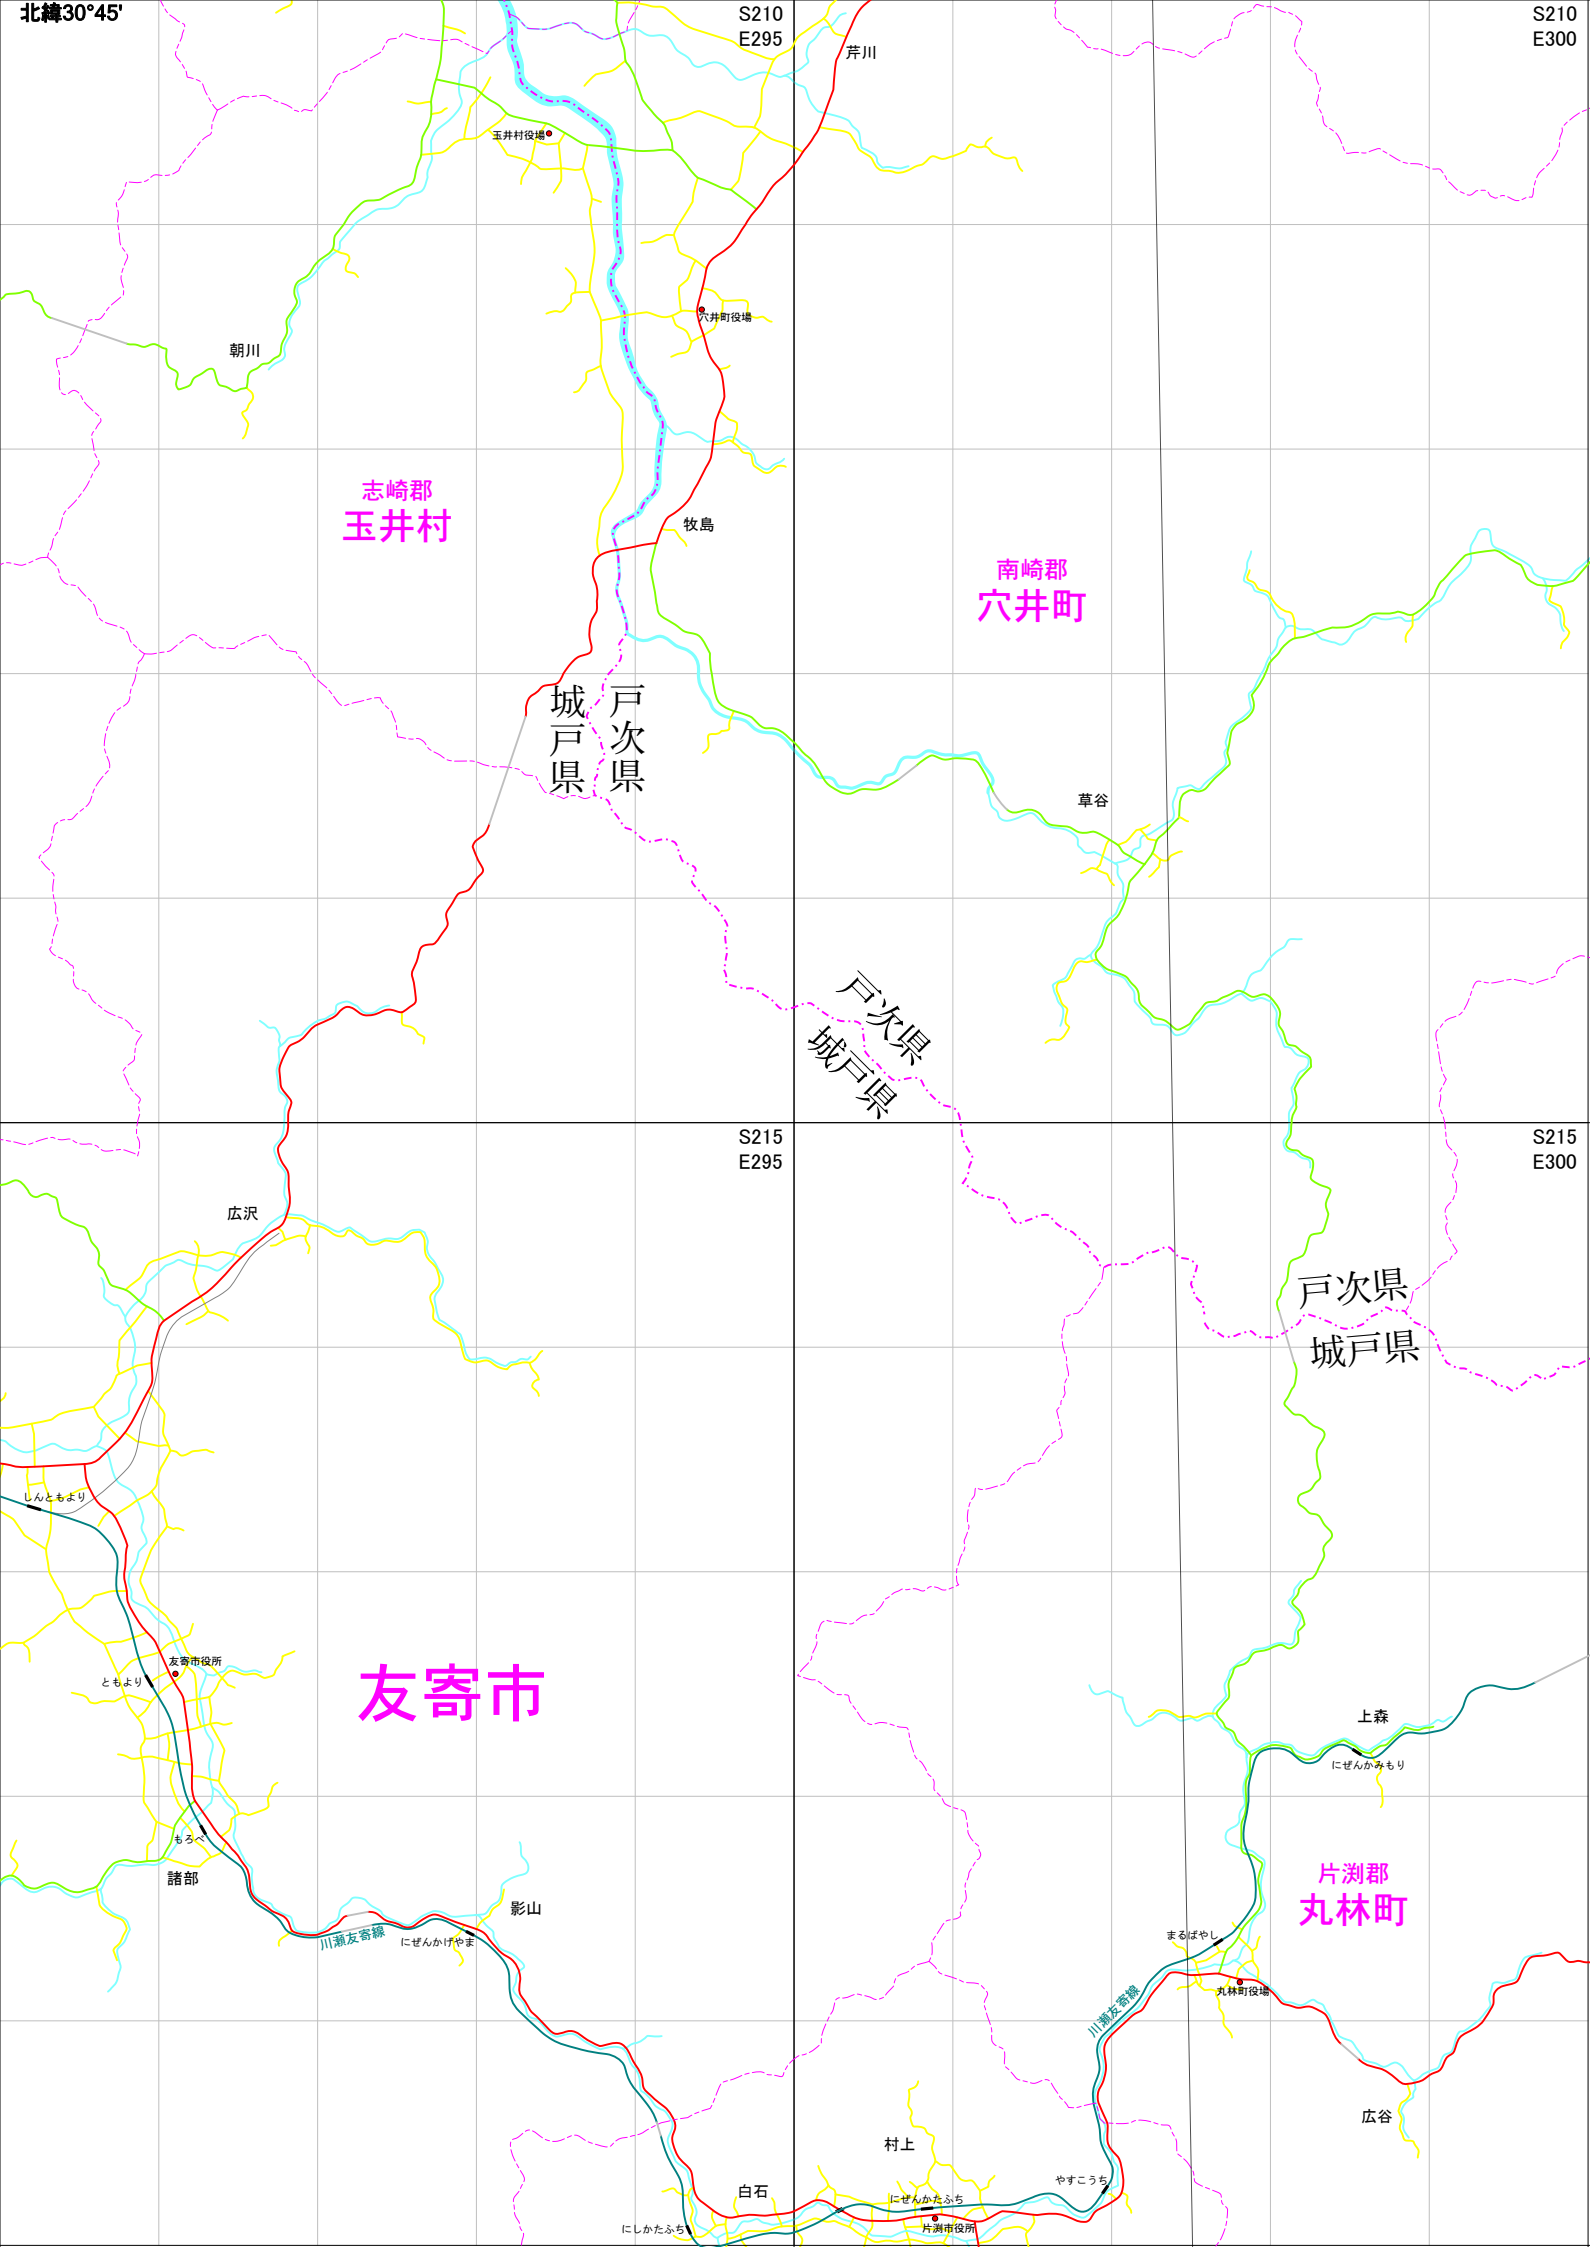 北緯30°45'
S210
E295
S210
E300
芹川
玉井村役場
穴井町役場
朝川
志崎郡
玉井村
牧島
南崎郡
穴井町
城戸県
戸次県
草谷
戸次県
城戸県
S215
E295
S215
E300
広沢
戸次県
城戸県
しんともより
友寄市役所
ともより
友寄市
上森
にぜんかみもり
もろべ
諸部
片渕郡
丸林町
影山
川瀬友寄線
にぜんかげやま
まるばやし
丸林町役場
川瀬友寄線
広谷
村上
やすこうち
白石
にぜんかたふち
にしかたふち
片渕市役所